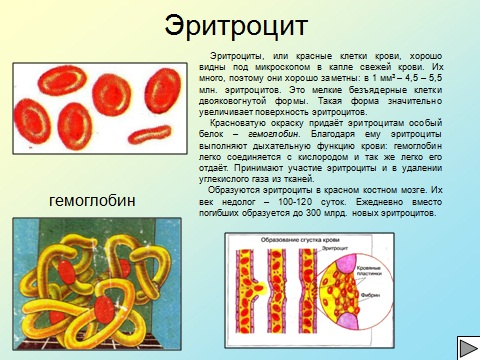 Эритроцит
Эритроциты, или красные клетки крови, хорошо
видны под микроскопом в капле свежей крови. Их
много, поэтому они хорошо заметны: в 1 мм³ – 4,5 – 5,5
млн. эритроцитов. Это мелкие безъядерные клетки
двояковогнутой формы. Такая форма значительно
увеличивает поверхность эритроцитов.
Красноватую окраску придаёт эритроцитам особый
белок – гемоглобин. Благодаря ему эритроциты
выполняют дыхательную функцию крови: гемоглобин
легко соединяется с кислородом и так же легко его
отдаёт. Принимают участие эритроциты и в удалении
углекислого газа из тканей.
Образуются эритроциты в красном костном мозге. Их
век недолог – 100-120 суток. Ежедневно вместо
погибших образуется до 300 млрд. новых эритроцитов.
гемоглобин
Образование сгустка крови
Эритроцит
Кровяные
пластинки
Фибрин